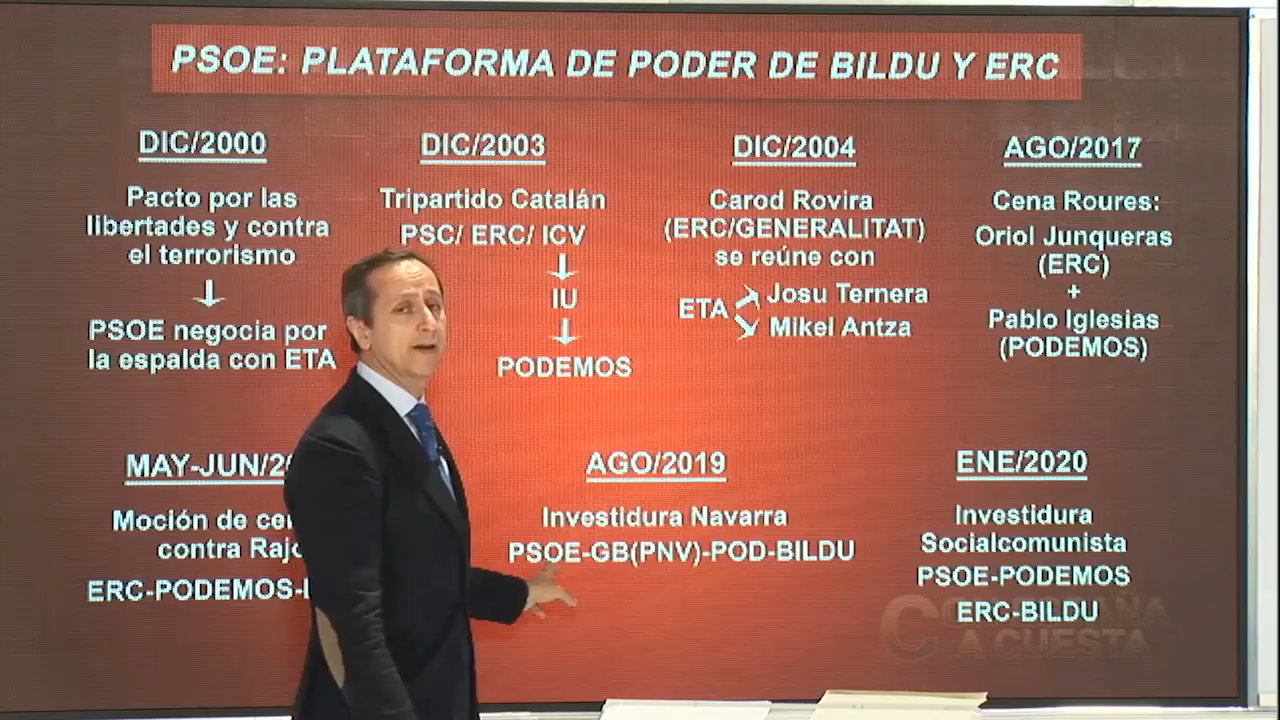 PSOE: PLATAFORMA DE PODER DE BILDU Y ERC
DIC/2000
Pacto por las
libertades y contra
el terrorismo
PSOE negocia por
la espalda con ETA
DIC/2003
Tripartido Catalán
PSC/ ERC/ ICV
IU
PODEMOS
DIC/2004
Carod Rovira
(ERC/GENERALITAT)
se reúne con
ETA
Josu Ternera
Mikel Antza
AGO/2017
Cena Roures:
Oriol Junqueras
(ERC)
+
Pablo Iglesias
(PODEMOS)
MAY-JUN/2
Moción de
contra
ERC-PODEMOS-
AGO/2019
Investidura Navarra
PSOE-GB(PNV)-POD-BILDU
ENE/2020
Investidura
Socialcomunista
PSOE-PODEMOS
ERC-BILDU
A CUESTA